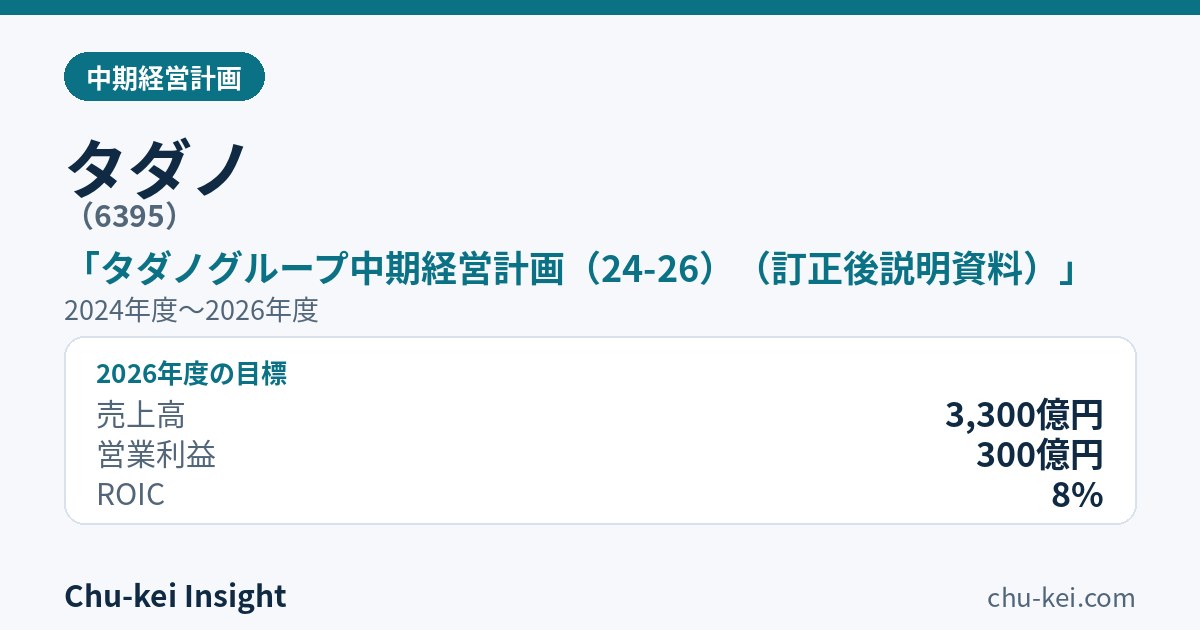 中期経営計画
タダノ
（6395）
「タダノグループ中期経営計画（24-26）（訂正後説明資料）」
2024年度〜2026年度
2026年度の目標
売上高 3,300億円
営業利益 300億円
ROIC 8%
Chu-kei Insight chu-kei.com